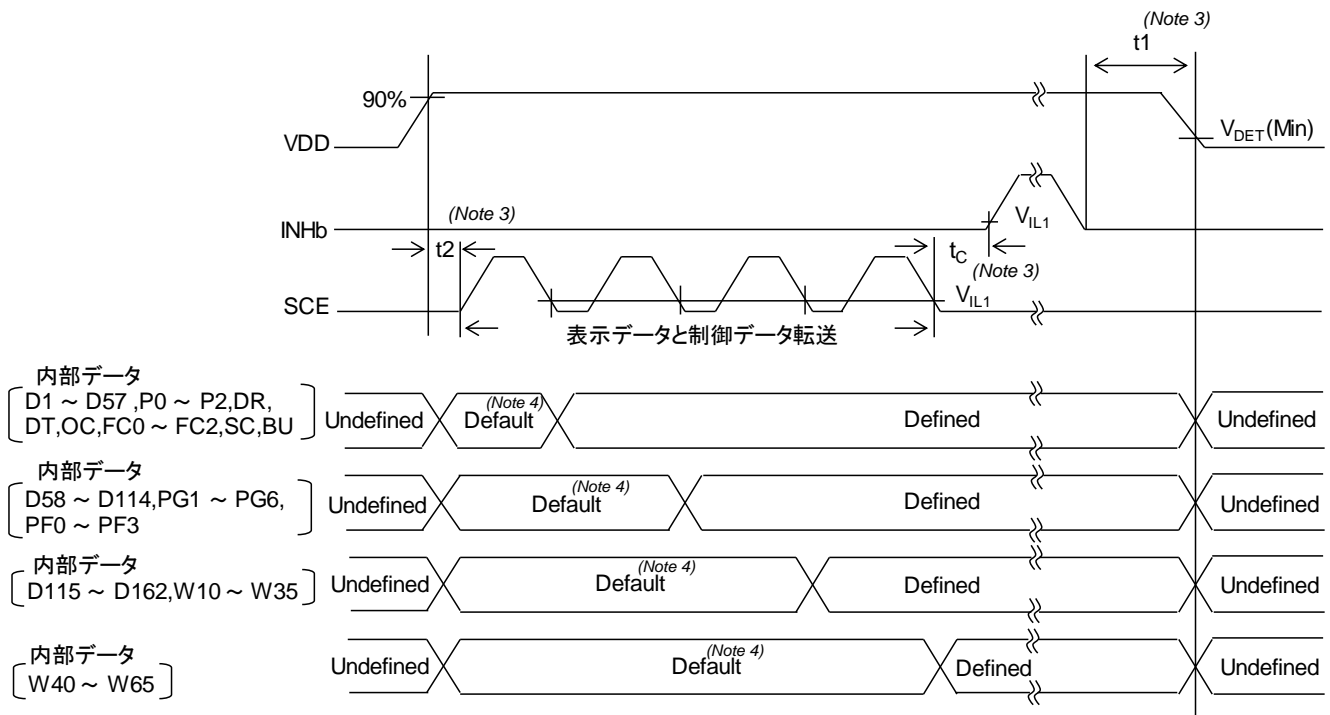 (Note 3)
t1
90%
VDD
VDET(Min)
(Note 3)
INHb
VIL1
t2
tC
(Note 3)
SCE
VIL1
表示データと制御データ転送
内部データ
D1 ~ D57 ,P0 ~ P2,DR,
DT,OC,FC0 ~ FC2,SC,BU
Undefined
(Note 4)
Default
Defined
Undefined
内部データ
D58 ~ D114,PG1 ~ PG6,
PF0 ~ PF3
Undefined
(Note 4)
Default
Defined
Undefined
内部データ
D115 ~ D162,W10 ~ W35
Undefined
(Note 4)
Default
Defined
Undefined
内部データ
W40 ~ W65
Undefined
(Note 4)
Default
Defined
Undefined